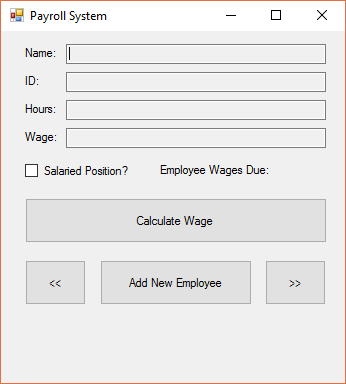 Payroll System
Name:
ID:
Hours:
Wage:
Salaried Position? Employee Wages Due:
Calculate Wage
<< Add New Employee >>